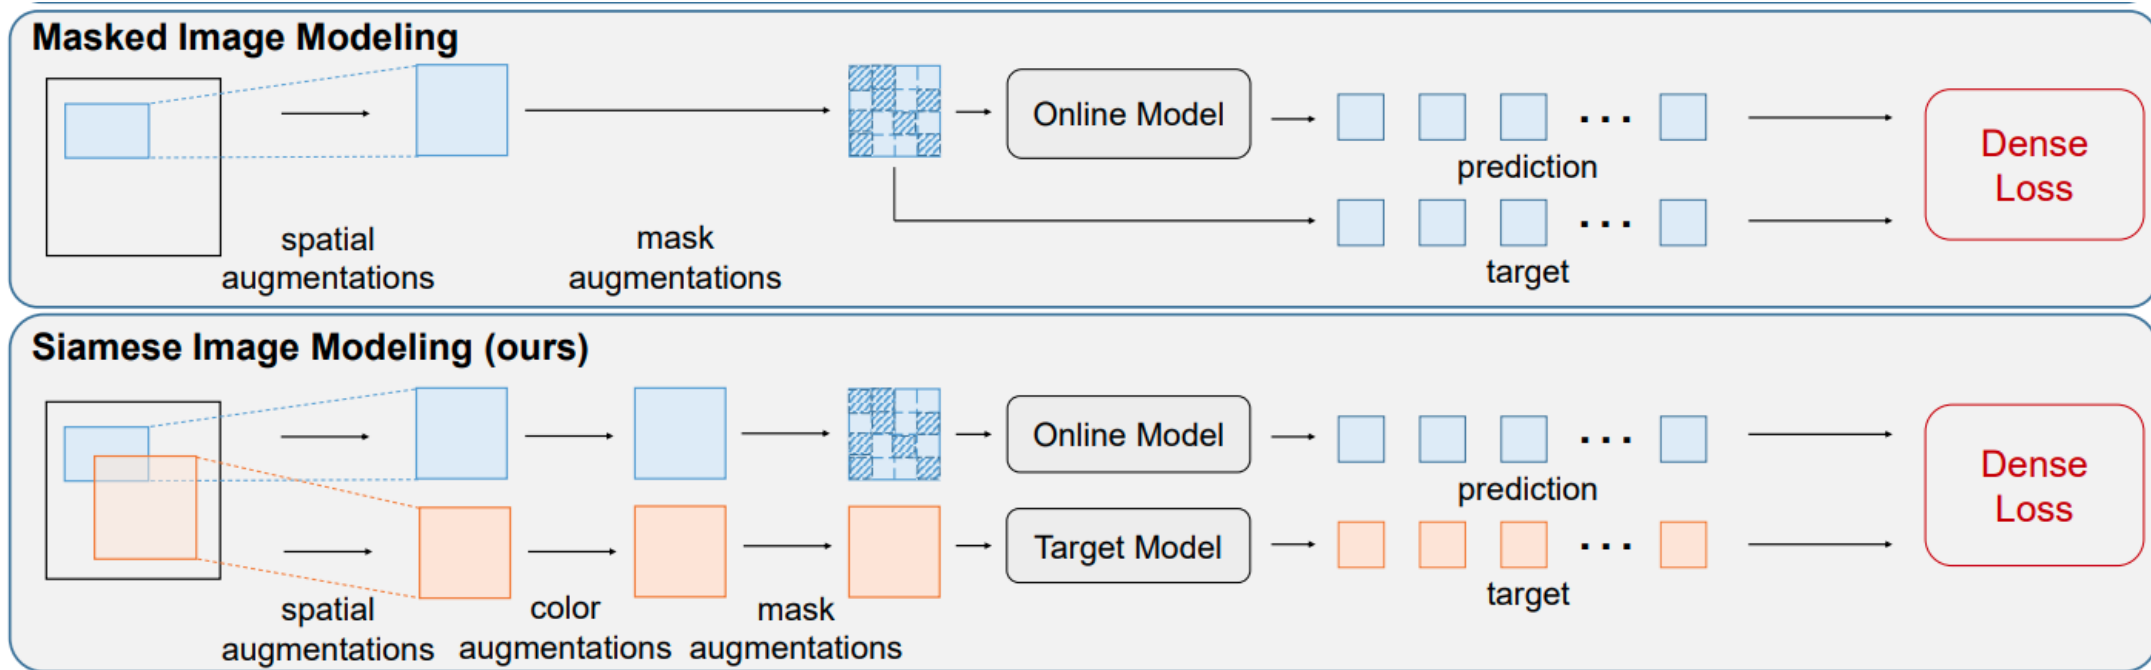 Masked Image Modeling
Online Model
prediction
Dense
Loss
spatial
augmentations
mask
augmentations
target
Siamese Image Modeling (ours)
Online Model
prediction
Dense
Loss
Target Model
target
spatial
augmentations
color
augmentations
mask
augmentations